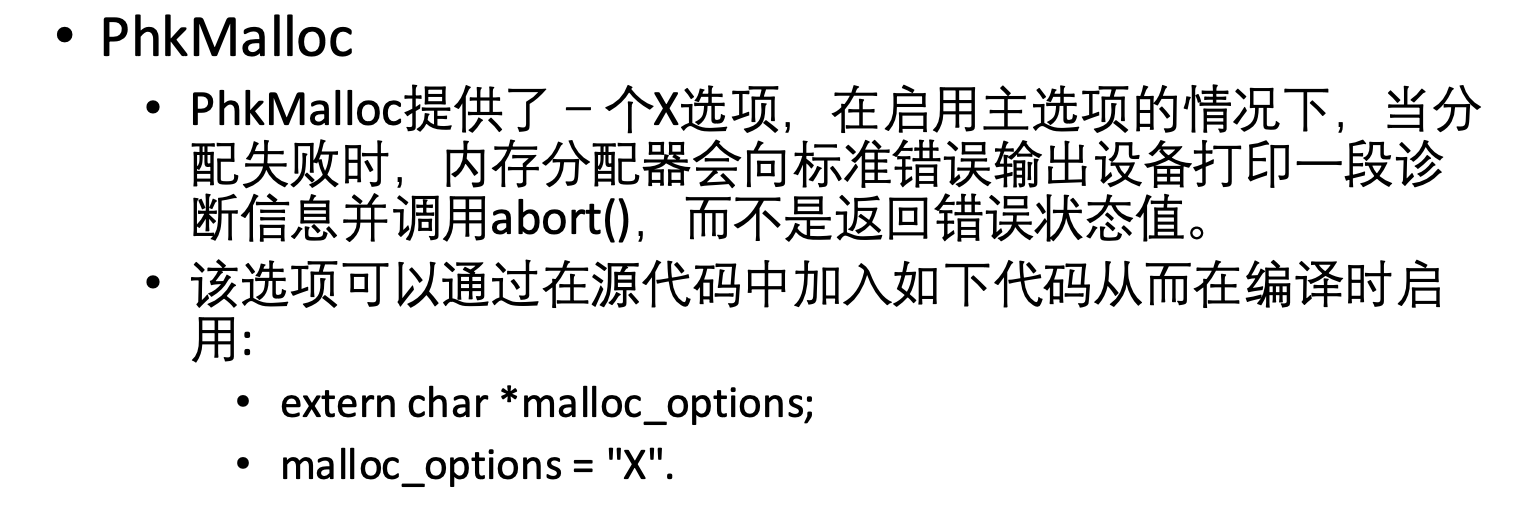 • PhkMalloc
• PhkMalloc提供了–个X选项，在启用主选项的情况下，当分
配失败时，内存分配器会向标准错误输出设备打印一段诊
断信息并调用abort()，而不是返回错误状态值。
• 该选项可以通过在源代码中加入如下代码从而在编译时启
用:
• extern char *malloc_options;
• malloc_options = "X".